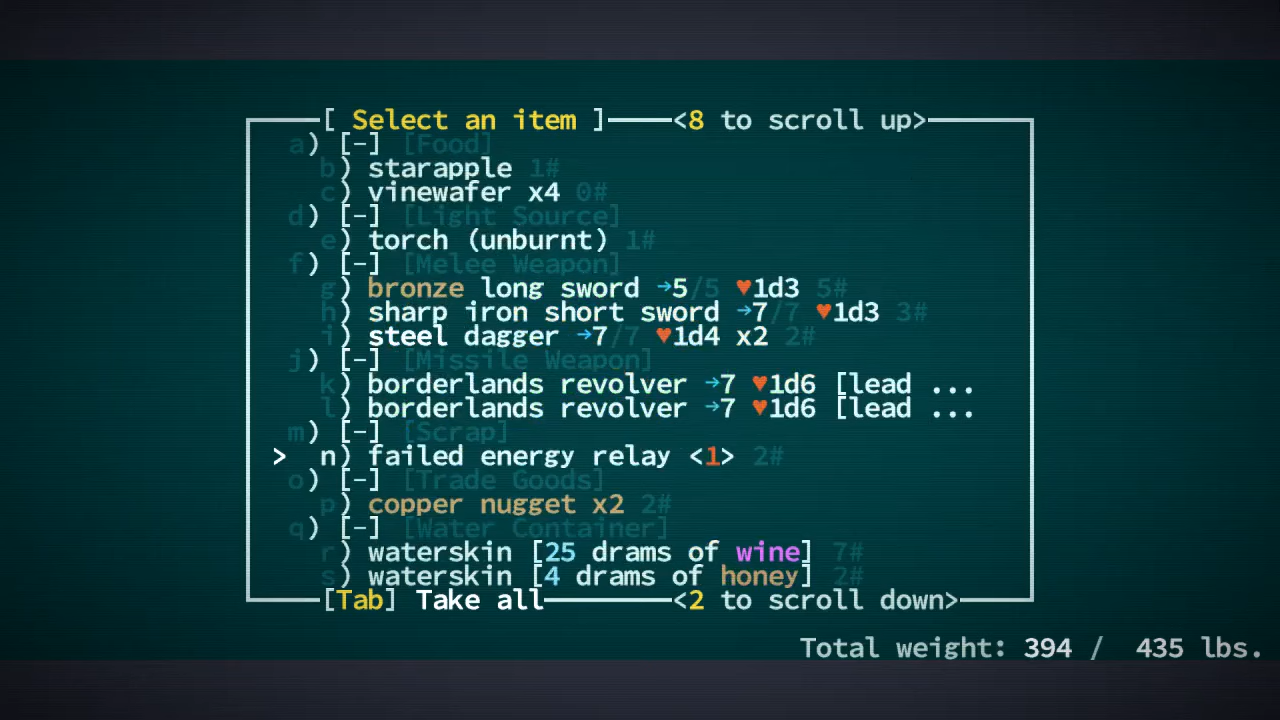 [ Select an item ] <8 to scroll up>
a) [-] [Food]
b) starapple 1#
c) vinewafer x4 0#
d) [-] [Light Source]
e) torch (unburnt) 1#
f) [-] [Melee Weapon]
g) bronze long sword →5/5 ♥1d3 5#
h) sharp iron short sword →7/7 ♥1d3 3#
i) steel dagger →7/7 ♥1d4 x2 2#
j) [-] [Missile Weapon]
k) borderlands revolver →7 ♥1d6 [lead ...
l) borderlands revolver →7 ♥1d6 [lead ...
m) [-] [Scrap]
> n) failed energy relay <1> 2#
o) [-] [Trade Goods]
p) copper nugget x2 2#
q) [-] [Water Container]
r) waterskin [25 drams of wine] 7#
s) waterskin [4 drams of honey] 2#
[Tab] Take all <2 to scroll down>
Total weight: 394 / 435 lbs.